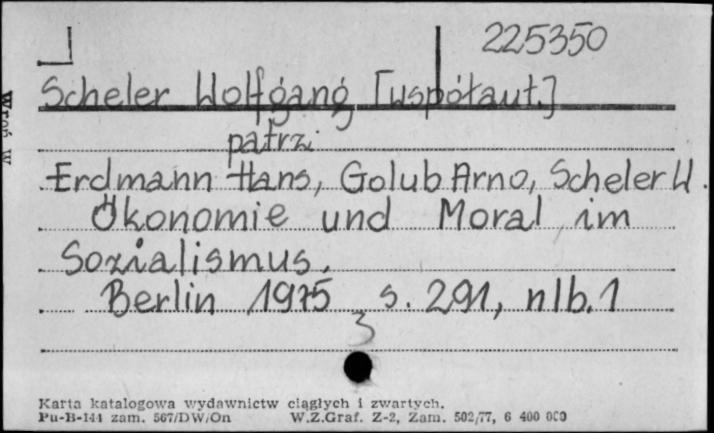 225350
Scheler Wolfgang [współaut.]
patrz
Erdmann Hans, Golub Arno, Scheler W.
Ökonomie und Moral im
Sozialismus.
Berlin 1975 s. 291, nlb. 1
3
Karta katalogowa wydawnictw ciągłych i zwartych.
Pu-B-144 zam. 567/DW/On W.Z.Graf. Z-2, Zam. 502/77, 6 400 000